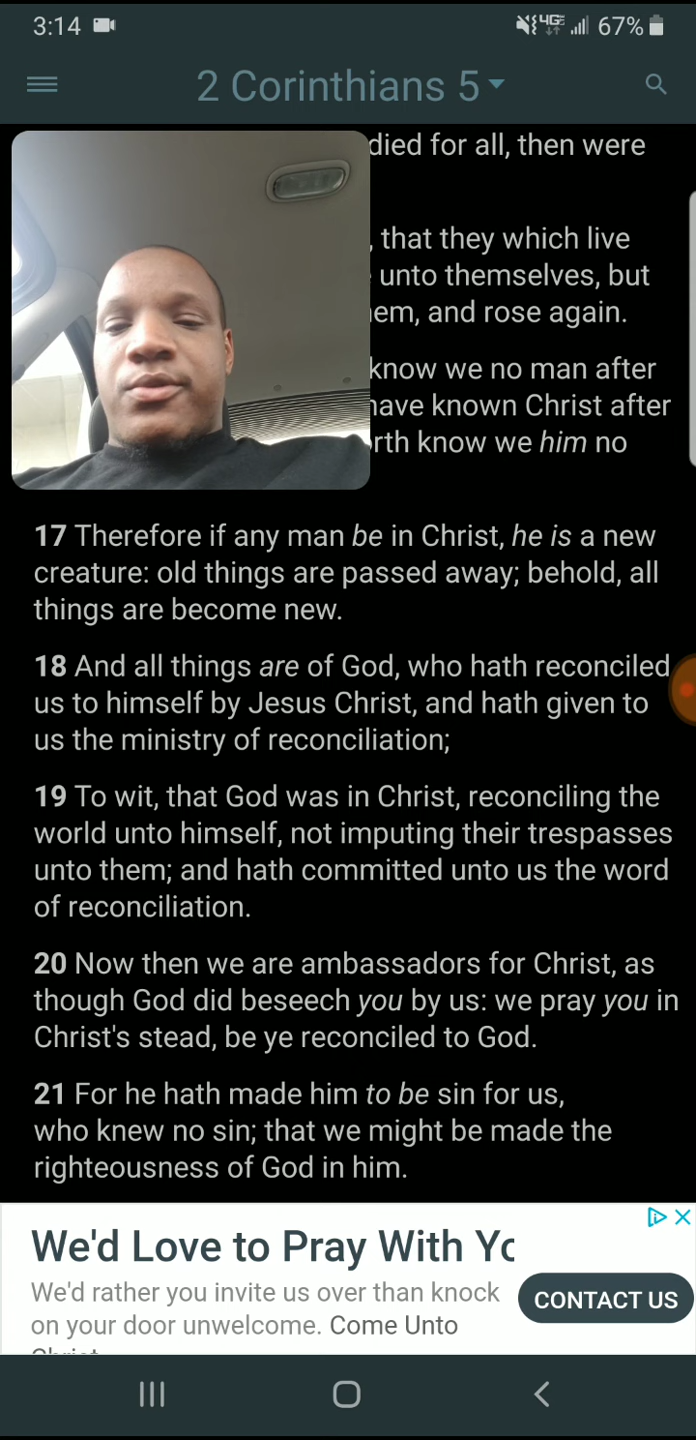 3:14
4GE 67%
2 Corinthians 5
died for all, then were
, that they which live
unto themselves, but
, and rose again.
know we no man after
have known Christ after
know we him no
17 Therefore if any man be in Christ, he is a new
creature: old things are passed away; behold, all
things are become new.
18 And all things are of God, who hath reconciled
us to himself by Jesus Christ, and hath given to
us the ministry of reconciliation;
19 To wit, that God was in Christ, reconciling the
world unto himself, not imputing their trespasses
unto them; and hath committed unto us the word
of reconciliation.
20 Now then we are ambassadors for Christ, as
though God did beseech you by us: we pray you in
Christ's stead, be ye reconciled to God.
21 For he hath made him to be sin for us,
who knew no sin; that we might be made the
righteousness of God in him.
We'd Love to Pray With Yo
We'd rather you invite us over than knock
on your door unwelcome. Come Unto
Christ
CONTACT US